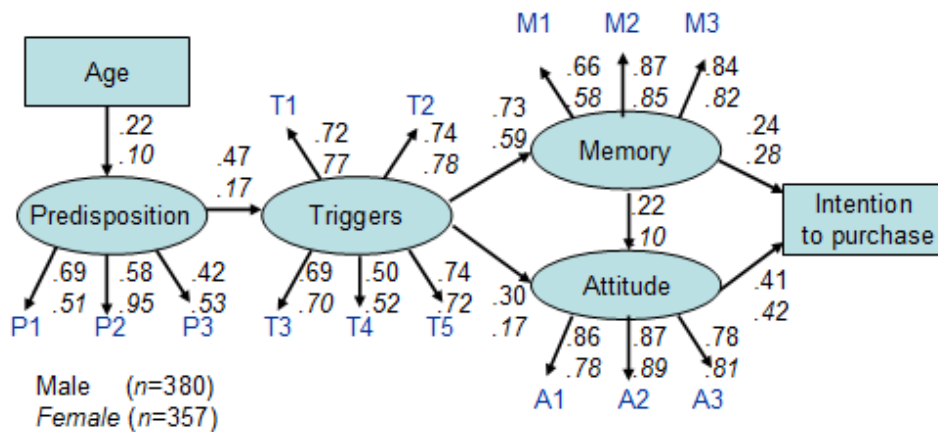 M1 M2 M3
Age
.66 .87 .84
.58 .85 .82
T1 T2
.22
.10
.72 .74
.77 .78
.73
.59
Memory
.24
.28
.47
.17
Predisposition
Triggers
.22
.10
Intention
to purchase
.69 .58 .42
.51 .95 .53
.69 .50 .74
.70 .52 .72
.30
.17
Attitude
.41
.42
P1 P2 P3
T3 T4 T5
.86 .87 .78
.78 .89 .81
A1 A2 A3
Male (n=380)
Female (n=357)